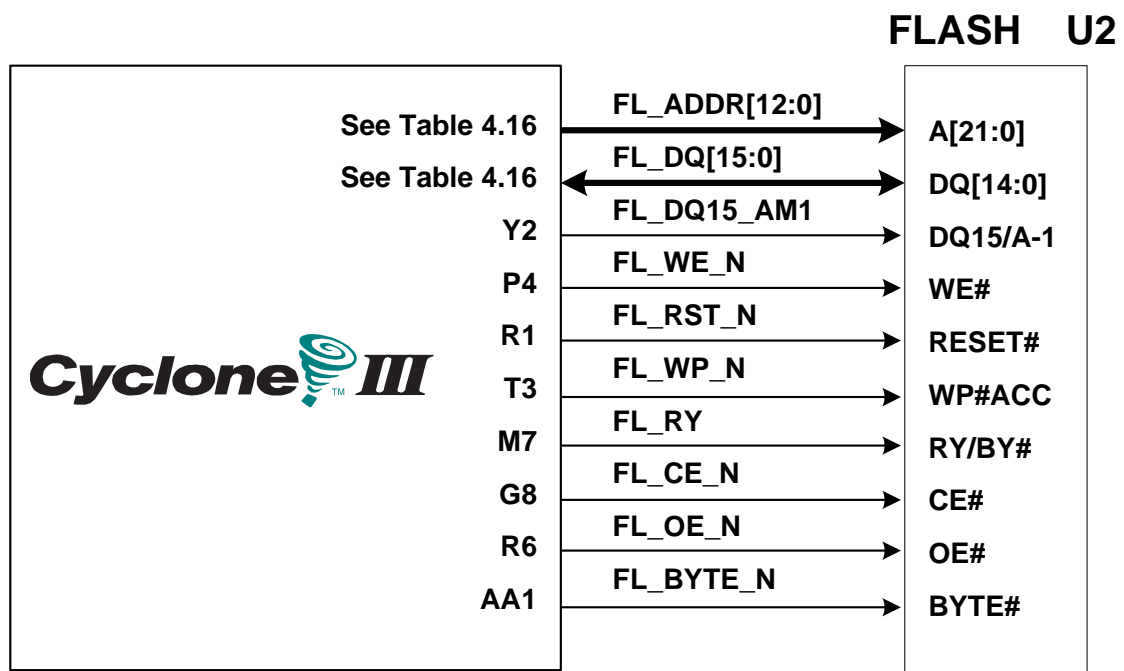 FLASH U2
See Table 4.16 FL_ADDR[12:0] A[21:0]
See Table 4.16 FL_DQ[15:0] DQ[14:0]
Y2 FL_DQ15_AM1 DQ15/A-1
P4 FL_WE_N WE#
R1 FL_RST_N RESET#
Cyclone TM III
T3 FL_WP_N WP#ACC
M7 FL_RY RY/BY#
G8 FL_CE_N CE#
R6 FL_OE_N OE#
AA1 FL_BYTE_N BYTE#